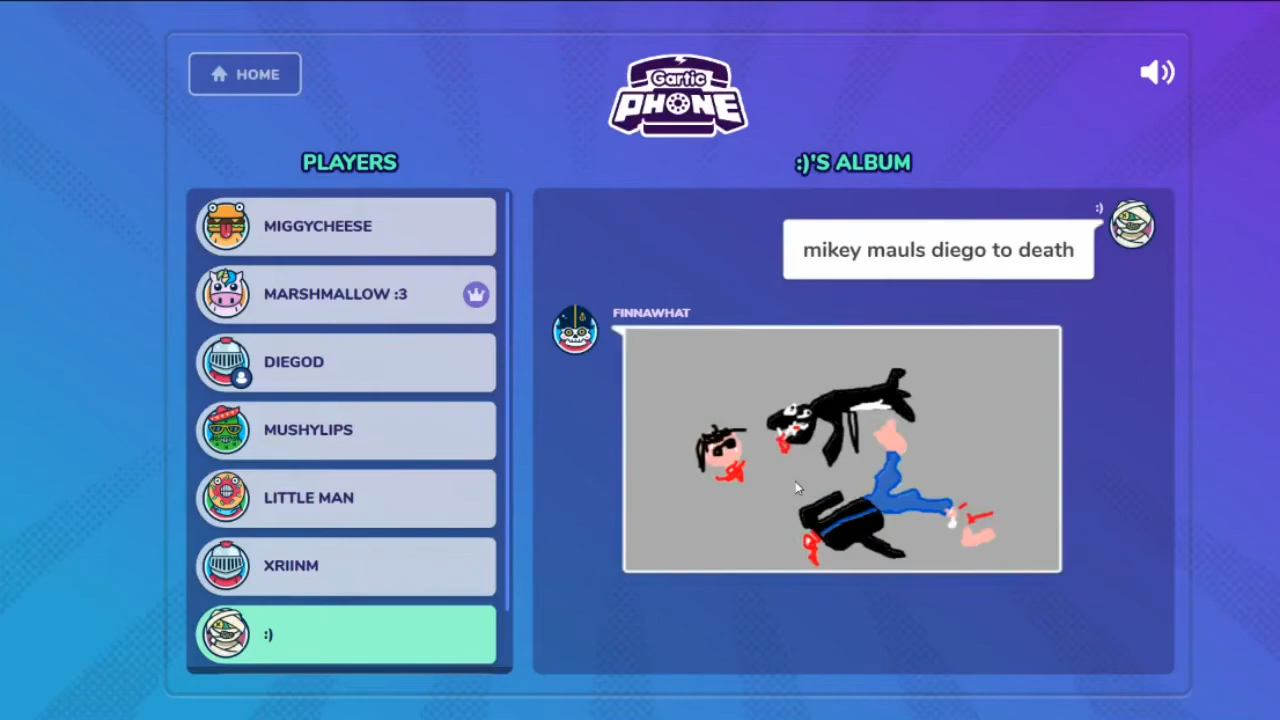 HOME
Gartic
PHONE
PLAYERS
:)'S ALBUM
MIGGYCHEESE
MARSHMALLOW :3
DIEGOD
MUSHYLIPS
LITTLE MAN
XRIINM
:)
:)
mikey mauls diego to death
FINNAWHAT